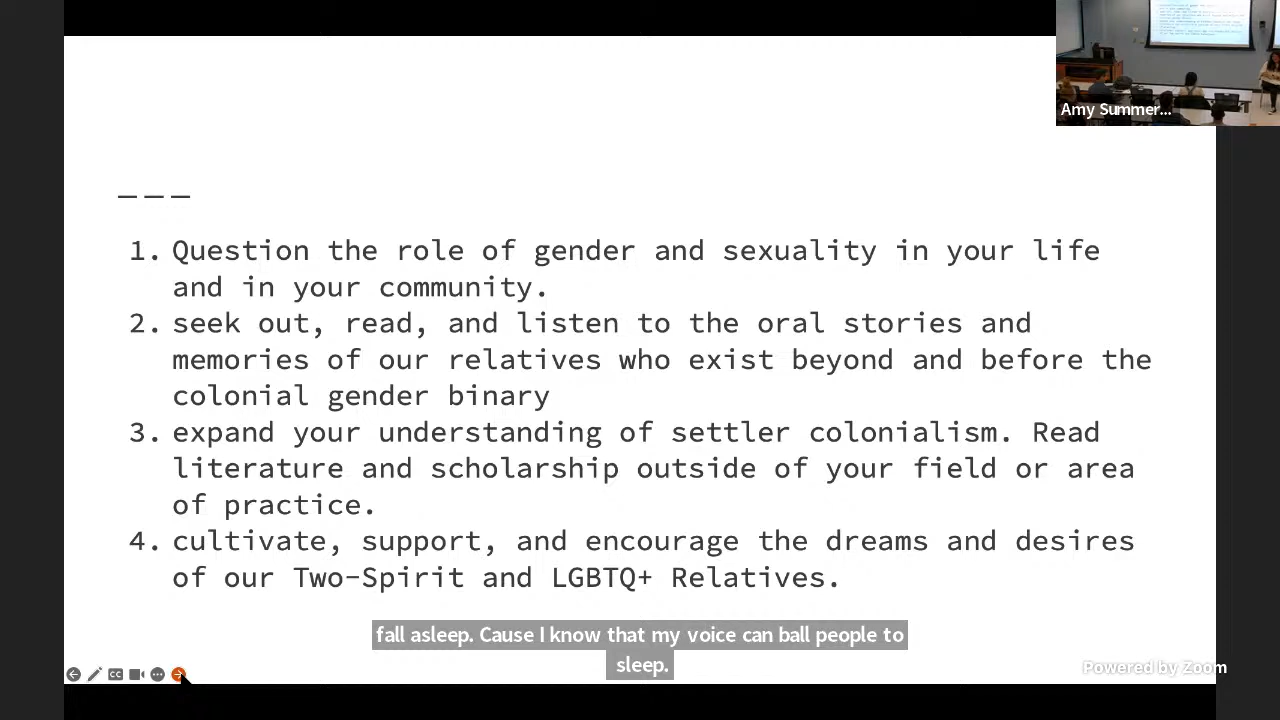 Amy Summer...
———
1. Question the role of gender and sexuality in your life
and in your community.
2. seek out, read, and listen to the oral stories and
memories of our relatives who exist beyond and before the
colonial gender binary
3. expand your understanding of settler colonialism. Read
literature and scholarship outside of your field or area
of practice.
4. cultivate, support, and encourage the dreams and desires
of our Two-Spirit and LGBTQ+ Relatives.
fall asleep. Cause I know that my voice can ball people to
sleep.
CC
Powered by Zoom